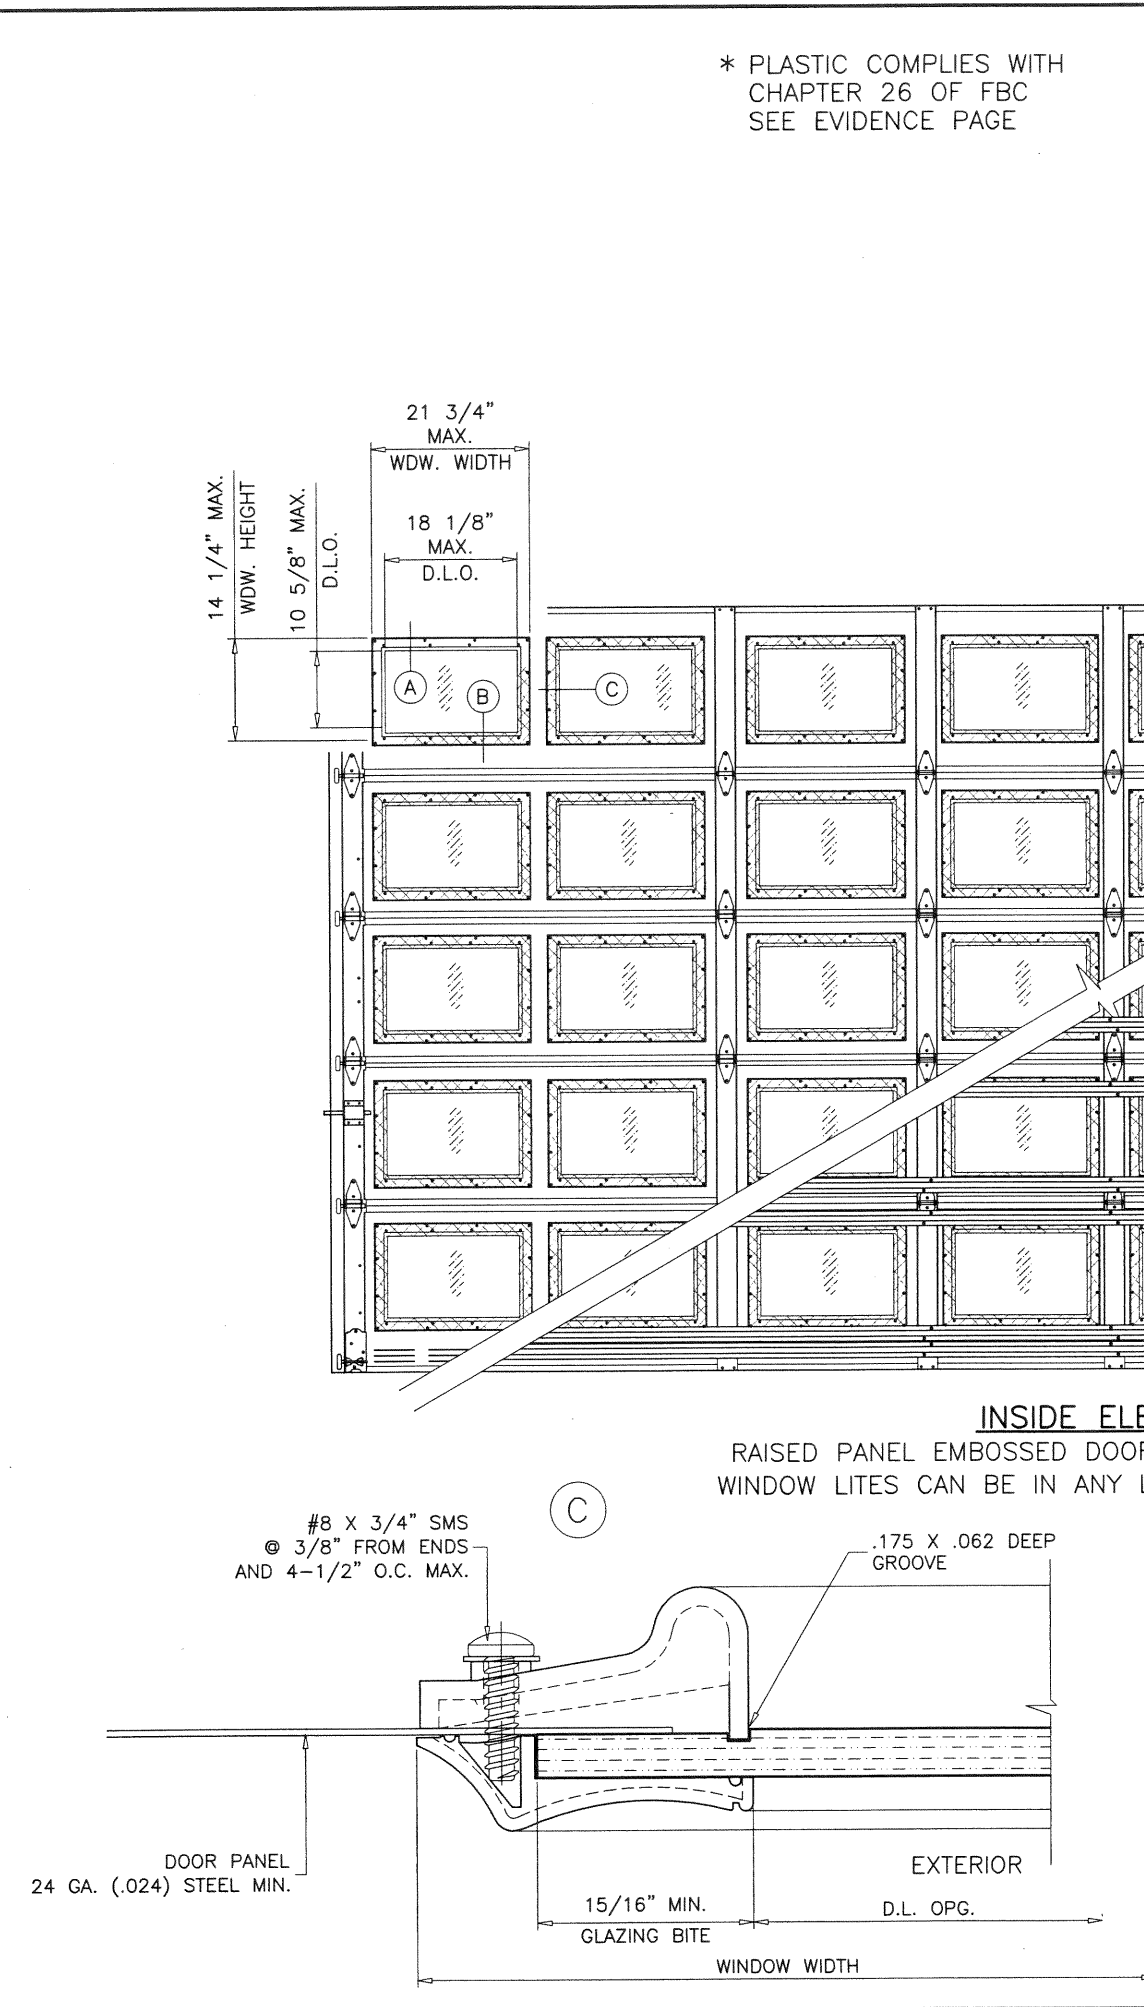 * PLASTIC COMPLIES WITH
CHAPTER 26 OF FBC
SEE EVIDENCE PAGE
21 3/4"
MAX.
WDW. WIDTH
18 1/8"
MAX.
D.L.O.
14 1/4" MAX.
WDW. HEIGHT
10 5/8" MAX.
D.L.O.
A
B
C
INSIDE ELE
RAISED PANEL EMBOSSED DOOR
WINDOW LITES CAN BE IN ANY L
C
#8 X 3/4" SMS
@ 3/8" FROM ENDS
AND 4-1/2" O.C. MAX.
.175 X .062 DEEP
GROOVE
DOOR PANEL
24 GA. (.024) STEEL MIN.
EXTERIOR
15/16" MIN.
GLAZING BITE
D.L. OPG.
WINDOW WIDTH